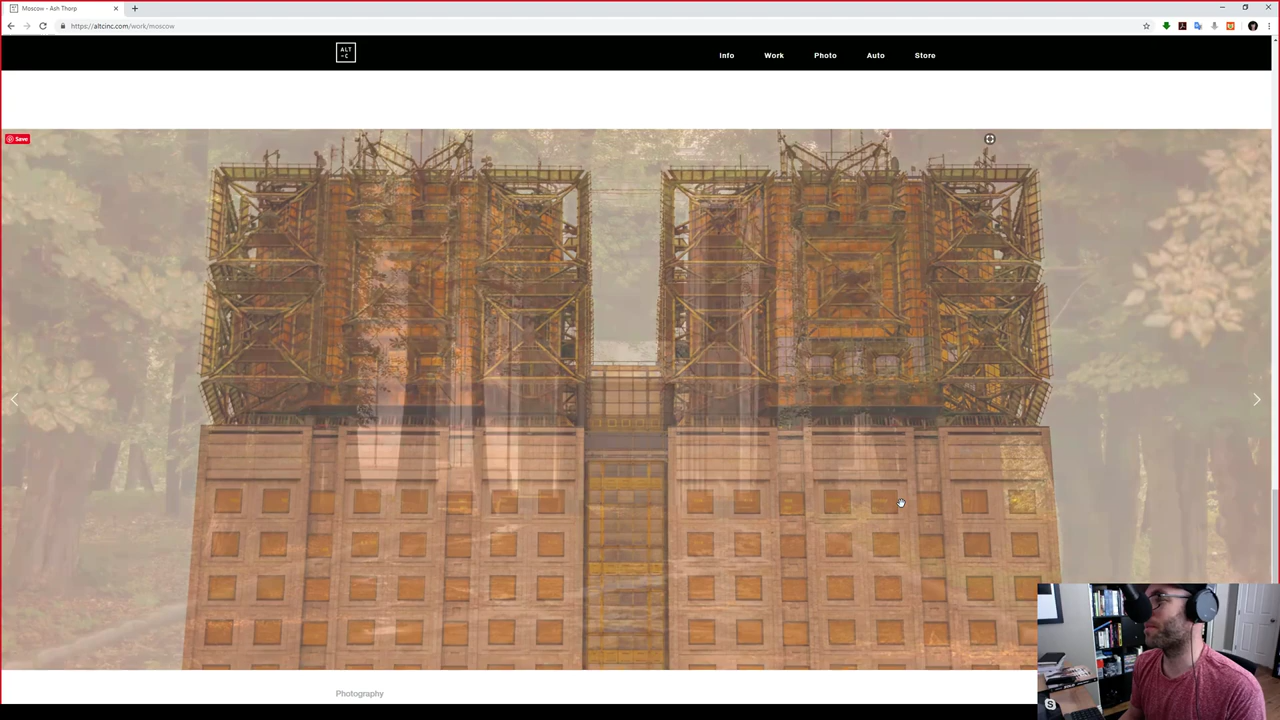 Moscow - Ash Thorp
https://altcinc.com/work/moscow
ALT
-C
Info Work Photo Auto Store
Save
Photography